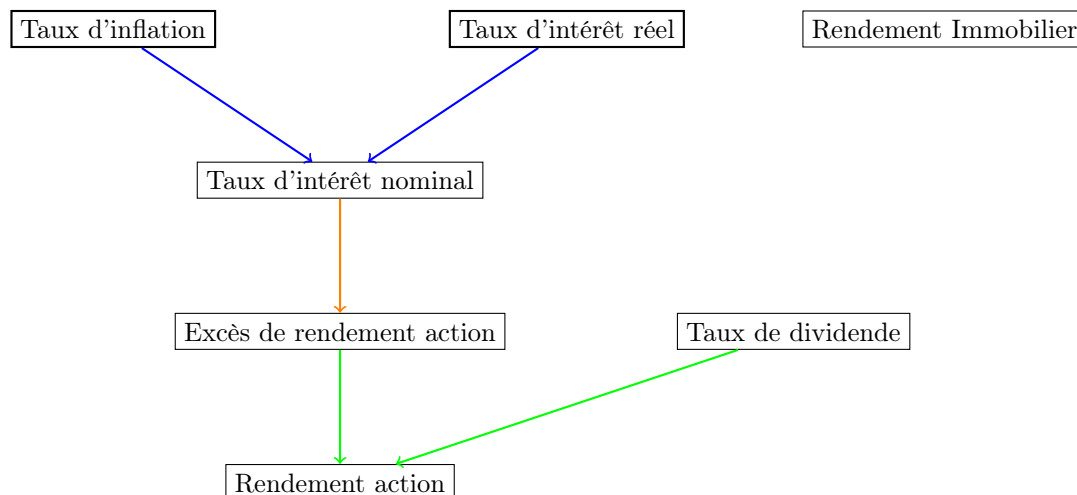 Taux d'inflation
Taux d'intérêt réel
Rendement Immobilier
Taux d'intérêt nominal
Excès de rendement action
Taux de dividende
Rendement action